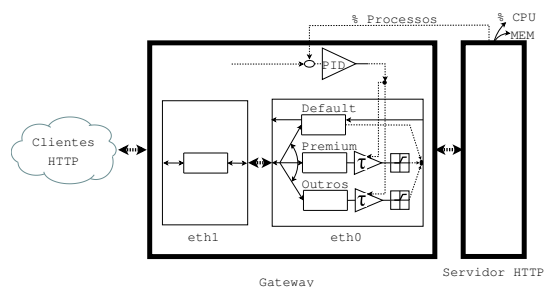 % Processos
% CPU
MEM
PID
Default
Clientes
HTTP
Premium
τ
Outros
τ
eth1
eth0
Servidor HTTP
Gateway